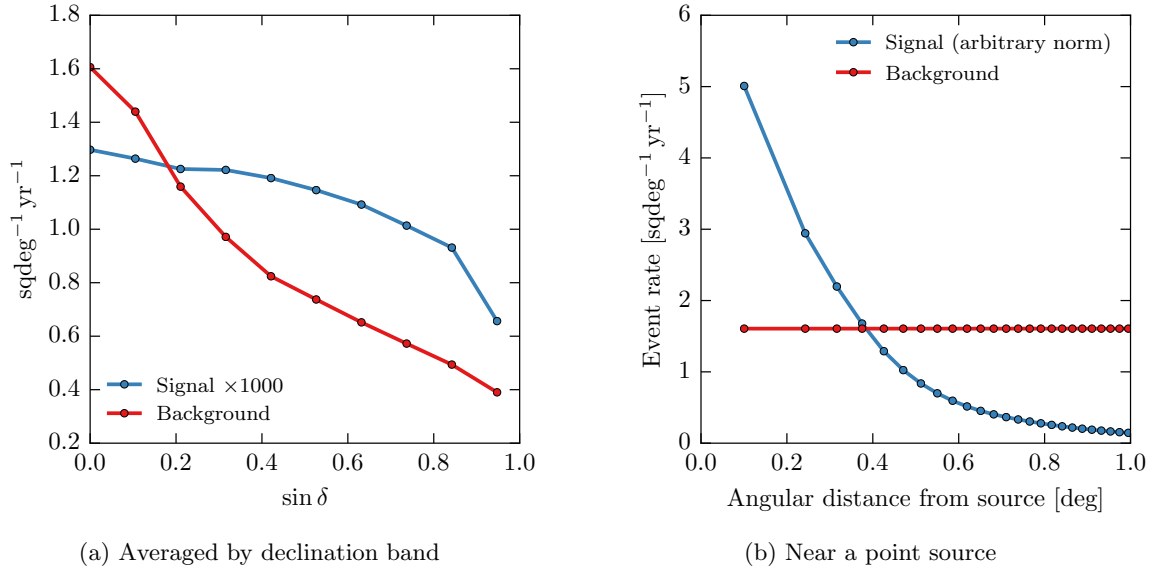 1.8
1.6
1.4
1.2
1.0
0.8
0.6
0.4
0.2
0.0 0.2 0.4 0.6 0.8 1.0
sqdeg⁻¹ yr⁻¹
sin δ
Signal ×1000
Background
(a) Averaged by declination band
6
5
4
3
2
1
0
0.0 0.2 0.4 0.6 0.8 1.0
Event rate [sqdeg⁻¹ yr⁻¹]
Angular distance from source [deg]
Signal (arbitrary norm)
Background
(b) Near a point source